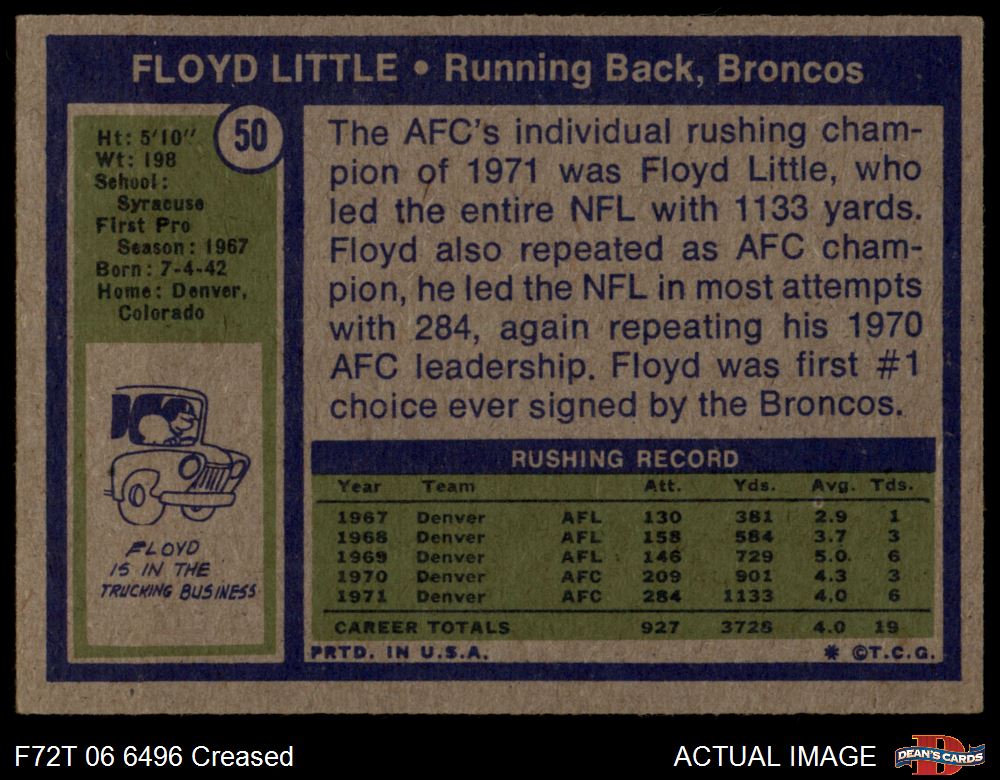 FLOYD LITTLE • Running Back, Broncos
50
Ht: 5'10"
Wt: 198
School:
Syracuse
First Pro
Season: 1967
Born: 7-4-42
Home: Denver,
Colorado
FLOYD
IS IN THE
TRUCKING BUSINESS
The AFC's individual rushing cham-
pion of 1971 was Floyd Little, who
led the entire NFL with 1133 yards.
Floyd also repeated as AFC cham-
pion, he led the NFL in most attempts
with 284, again repeating his 1970
AFC leadership. Floyd was first #1
choice ever signed by the Broncos.
RUSHING RECORD
Year Team Att. Yds. Avg. Tds.
1967 Denver AFL 130 381 2.9 1
1968 Denver AFL 158 584 3.7 3
1969 Denver AFL 146 729 5.0 6
1970 Denver AFC 209 901 4.3 3
1971 Denver AFC 284 1133 4.0 6
CAREER TOTALS 927 3728 4.0 19
PRTD. IN U.S.A. * ©T.C.G.
F72T 06 6496 Creased ACTUAL IMAGE DEAN'S CARDS